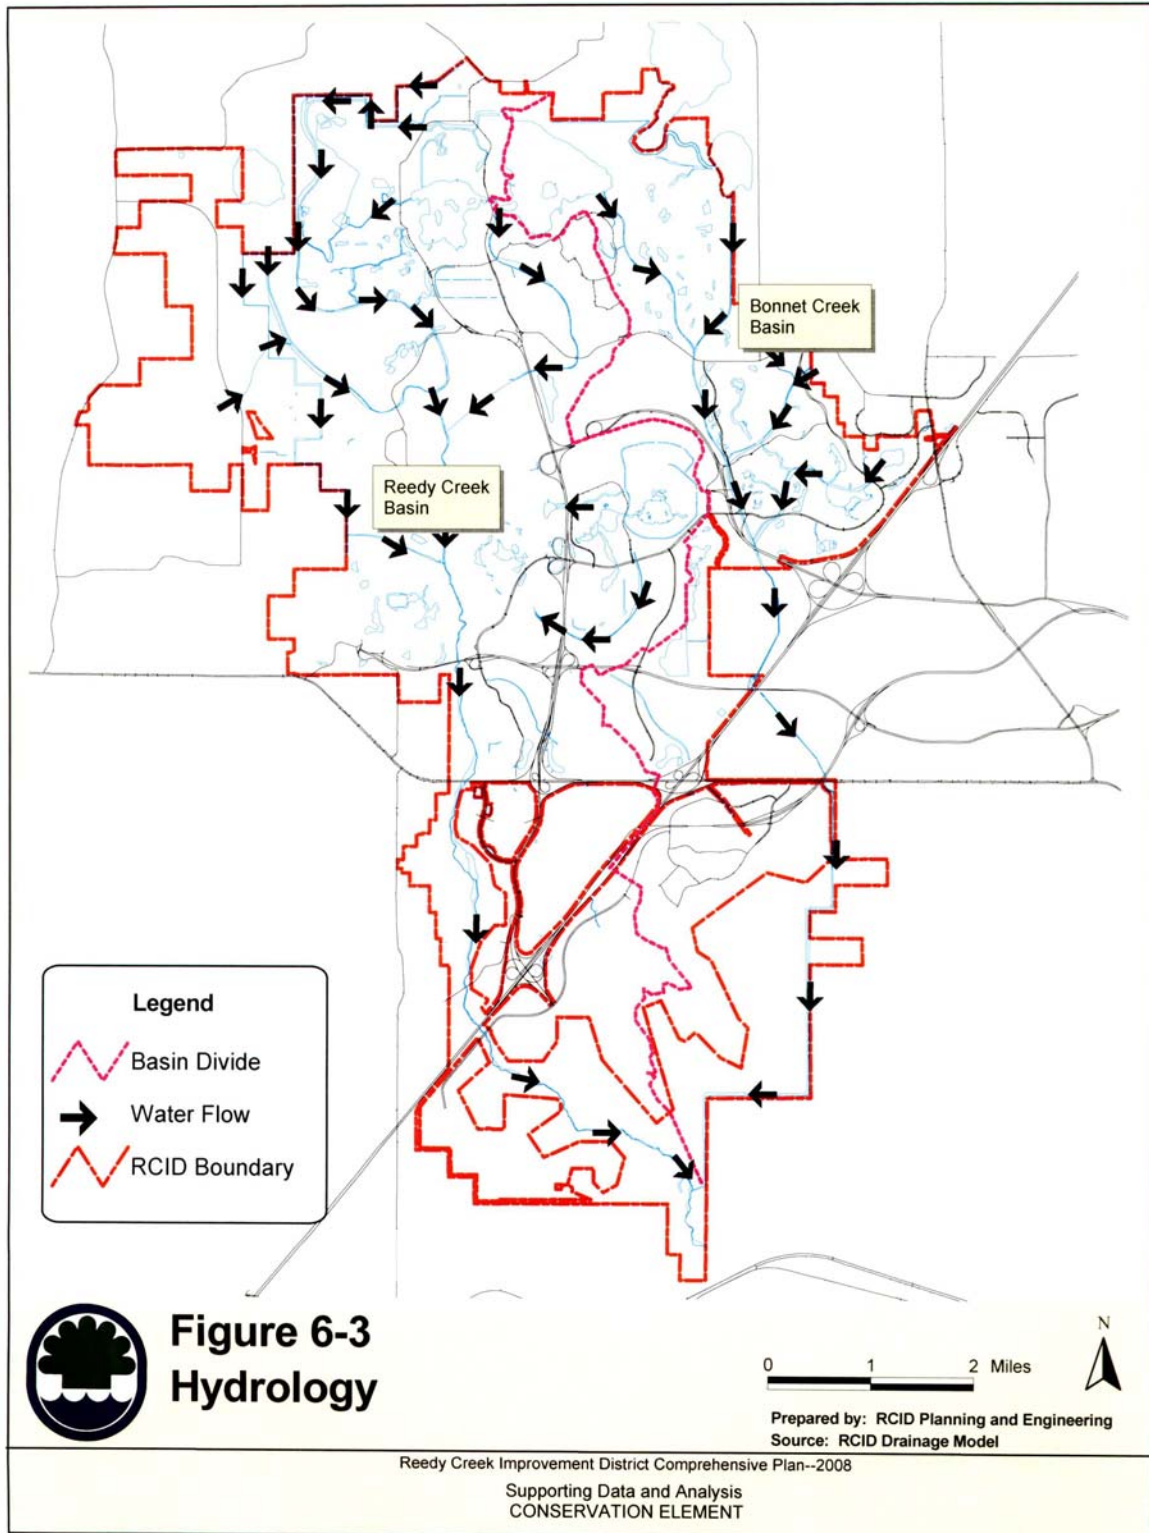 Bonnet Creek
Basin
Reedy Creek
Basin
Legend
Basin Divide
Water Flow
RCID Boundary
Figure 6-3
Hydrology
N
0 1 2 Miles
Prepared by: RCID Planning and Engineering
Source: RCID Drainage Model
Reedy Creek Improvement District Comprehensive Plan--2008
Supporting Data and Analysis
CONSERVATION ELEMENT